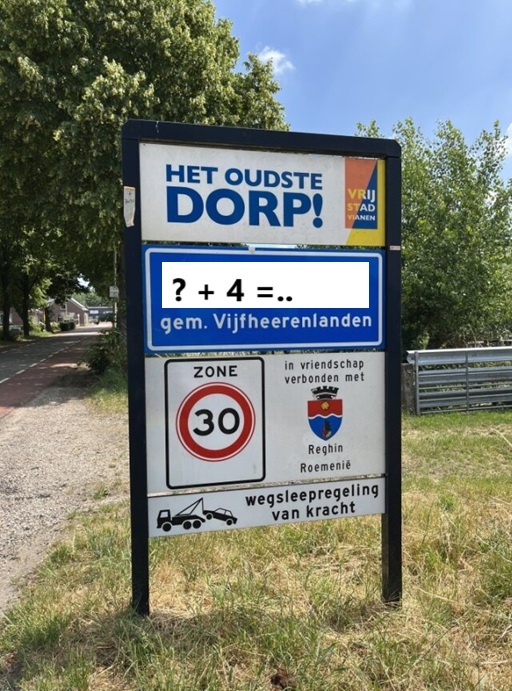 HET OUDSTE
DORP!
VRIJ
STAD
VIANEN
? + 4 =..
gem. Vijfheerenlanden
ZONE
30
in vriendschap
verbonden met
Reghin
Roemenië
wegsleepregeling
van kracht